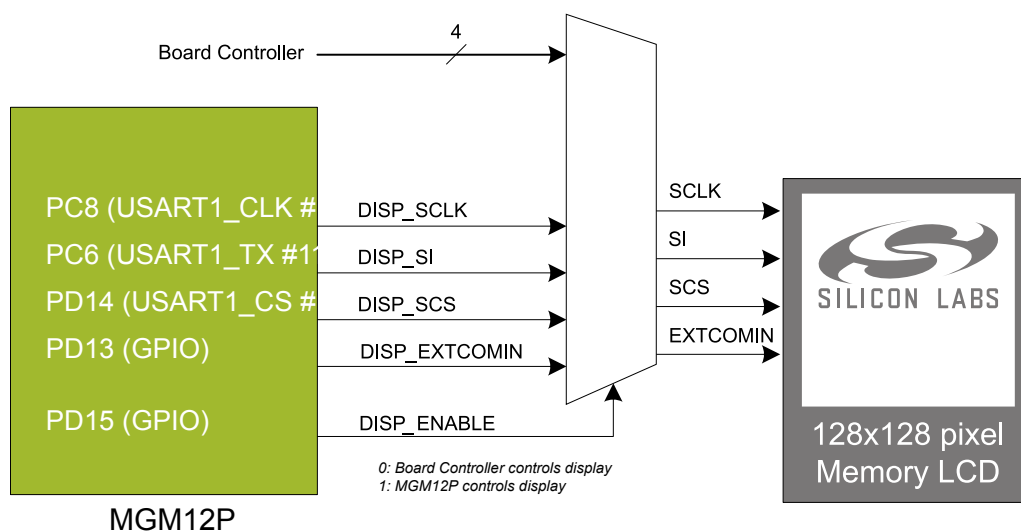 4
Board Controller
PC8 (USART1_CLK #
DISP_SCLK
SCLK
PC6 (USART1_TX #11
DISP_SI
SI
PD14 (USART1_CS #
DISP_SCS
SCS
PD13 (GPIO)
DISP_EXTCOMIN
EXTCOMIN
PD15 (GPIO)
DISP_ENABLE
0: Board Controller controls display
1: MGM12P controls display
SILICON LABS
128x128 pixel
Memory LCD
MGM12P